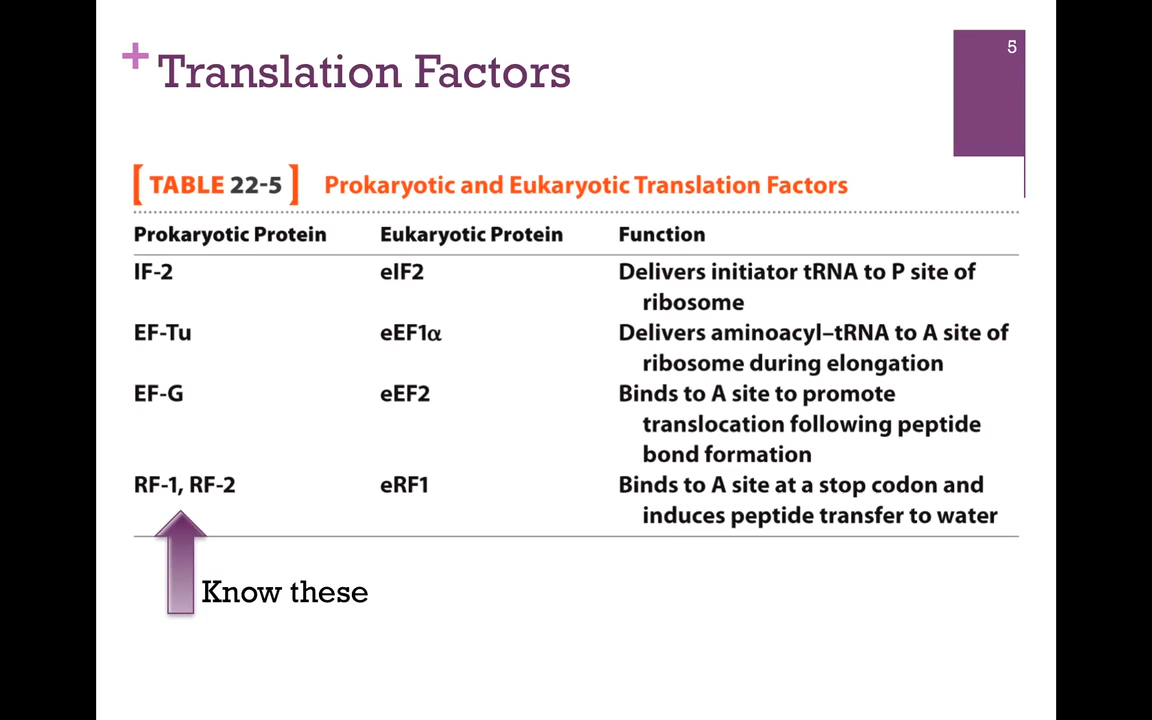 5
+ Translation Factors
[ TABLE 22-5 ] Prokaryotic and Eukaryotic Translation Factors
Prokaryotic Protein Eukaryotic Protein Function
IF-2 eIF2 Delivers initiator tRNA to P site of
ribosome
EF-Tu eEF1α Delivers aminoacyl–tRNA to A site of
ribosome during elongation
EF-G eEF2 Binds to A site to promote
translocation following peptide
bond formation
RF-1, RF-2 eRF1 Binds to A site at a stop codon and
induces peptide transfer to water
Know these